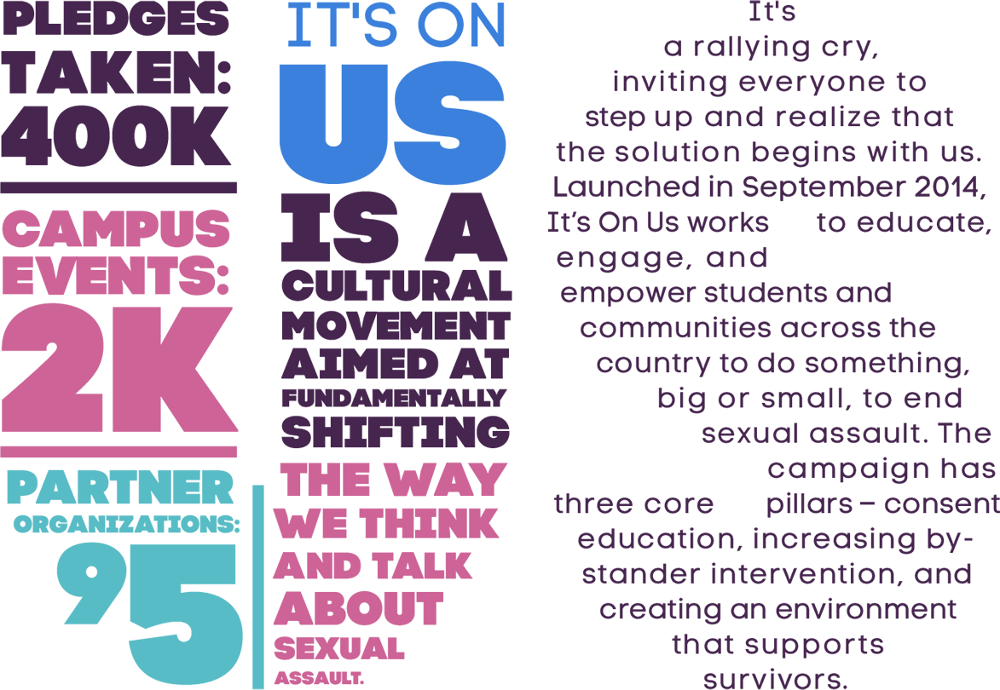 PLEDGES
TAKEN:
400K
CAMPUS
EVENTS:
2K
PARTNER
ORGANIZATIONS:
95
IT'S ON
US
IS A
CULTURAL
MOVEMENT
AIMED AT
FUNDAMENTALLY
SHIFTING
THE WAY
WE THINK
AND TALK
ABOUT
SEXUAL
ASSAULT.
It's
a rallying cry,
inviting everyone to
step up and realize that
the solution begins with us.
Launched in September 2014,
It’s On Us works to educate,
engage, and
empower students and
communities across the
country to do something,
big or small, to end
sexual assault. The
campaign has
three core pillars – consent
education, increasing by-
stander intervention, and
creating an environment
that supports
survivors.